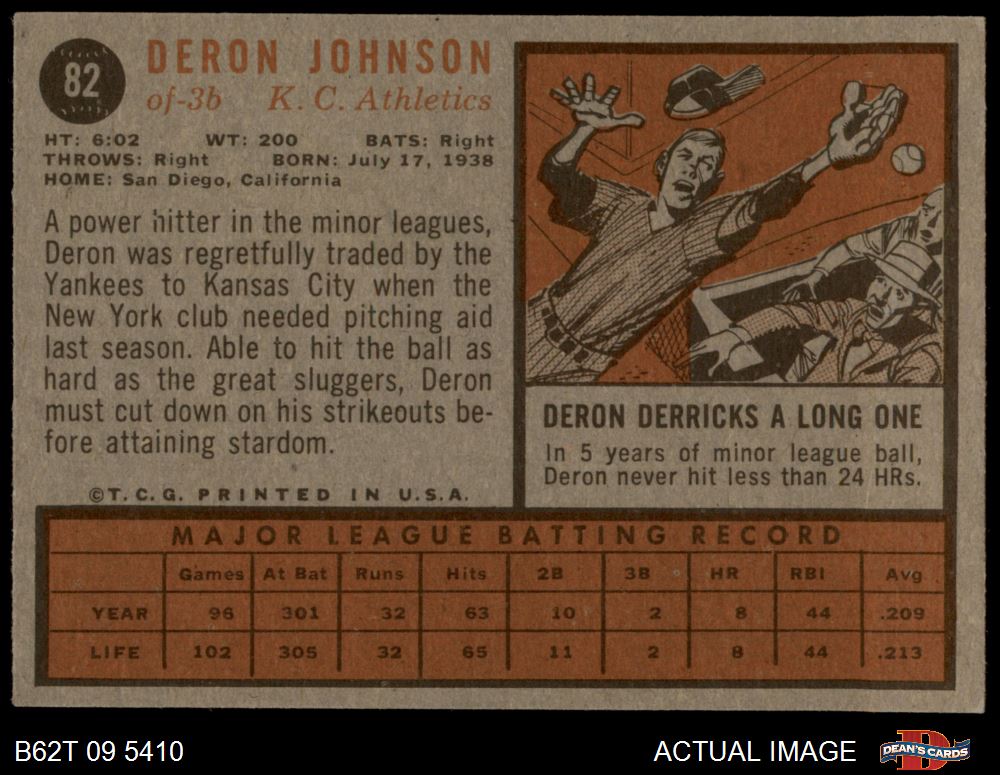 82
DERON JOHNSON
of-3b K. C. Athletics
HT: 6:02 WT: 200 BATS: Right
THROWS: Right BORN: July 17, 1938
HOME: San Diego, California
A power hitter in the minor leagues,
Deron was regretfully traded by the
Yankees to Kansas City when the
New York club needed pitching aid
last season. Able to hit the ball as
hard as the great sluggers, Deron
must cut down on his strikeouts be-
fore attaining stardom.
©T.C.G. PRINTED IN U.S.A.
DERON DERRICKS A LONG ONE
In 5 years of minor league ball,
Deron never hit less than 24 HRs.
MAJOR LEAGUE BATTING RECORD
Games At Bat Runs Hits 2B 3B HR RBI Avg
YEAR 96 301 32 63 10 2 8 44 .209
LIFE 102 305 32 65 11 2 8 44 .213
B62T 09 5410
ACTUAL IMAGE
D
DEAN'S CARDS